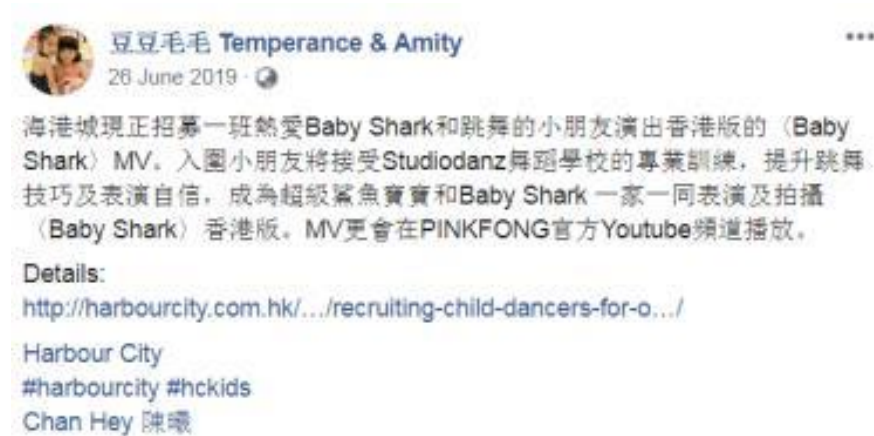 豆豆毛毛 Temperance & Amity
26 June 2019
海港城現正招募一班熱愛Baby Shark和跳舞的小朋友演出香港版的〈Baby
Shark〉MV。入圍小朋友將接受Studiodanz舞蹈學校的專業訓練，提升跳舞
技巧及表演自信，成為超級鯊魚寶寶和Baby Shark 一家一同表演及拍攝
〈Baby Shark〉香港版。MV更會在PINKFONG官方Youtube頻道播放。
Details:
http://harbourcity.com.hk/…/recruiting-child-dancers-for-o…/
Harbour City
#harbourcity #hckids
Chan Hey 陳曦